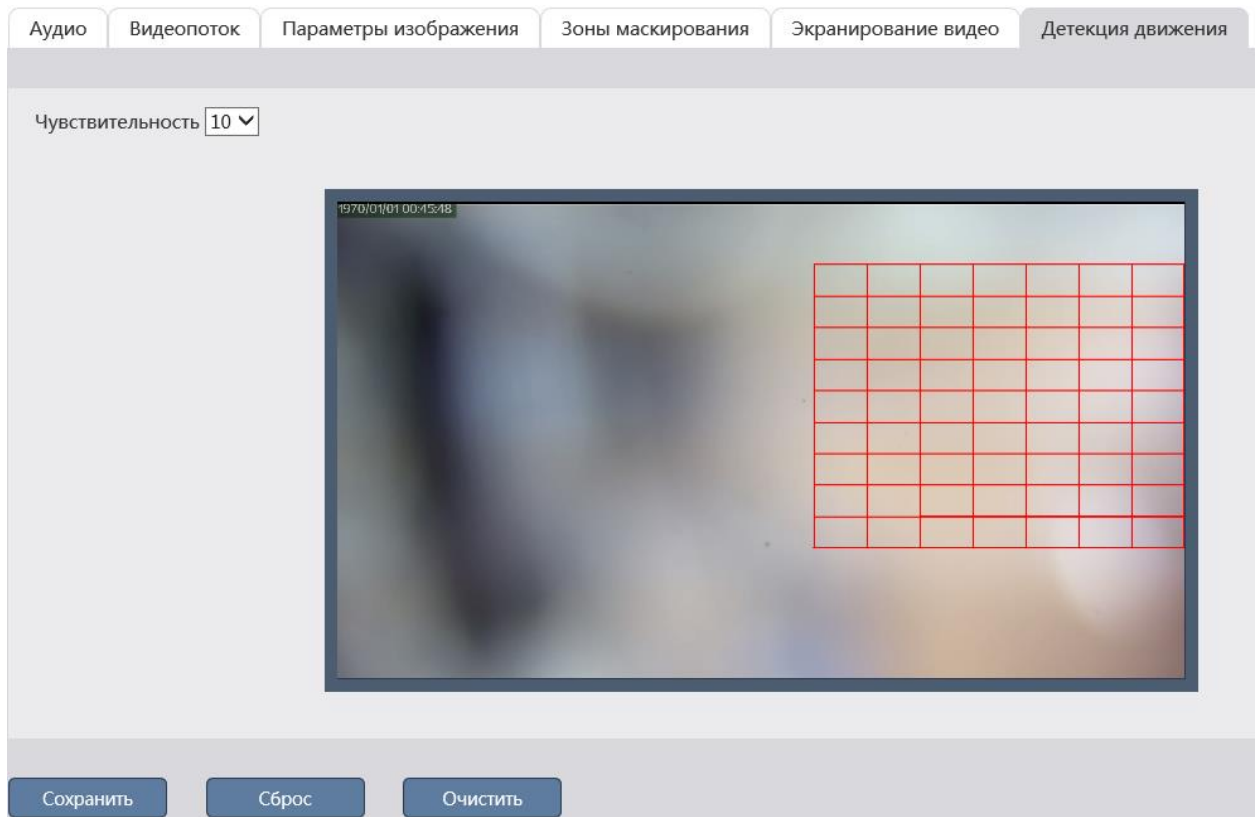 Аудио Видеопоток Параметры изображения Зоны маскирования Экранирование видео Детекция движения
Чувствительность 10
1970/01/01 00:45:48
Сохранить Сброс Очистить